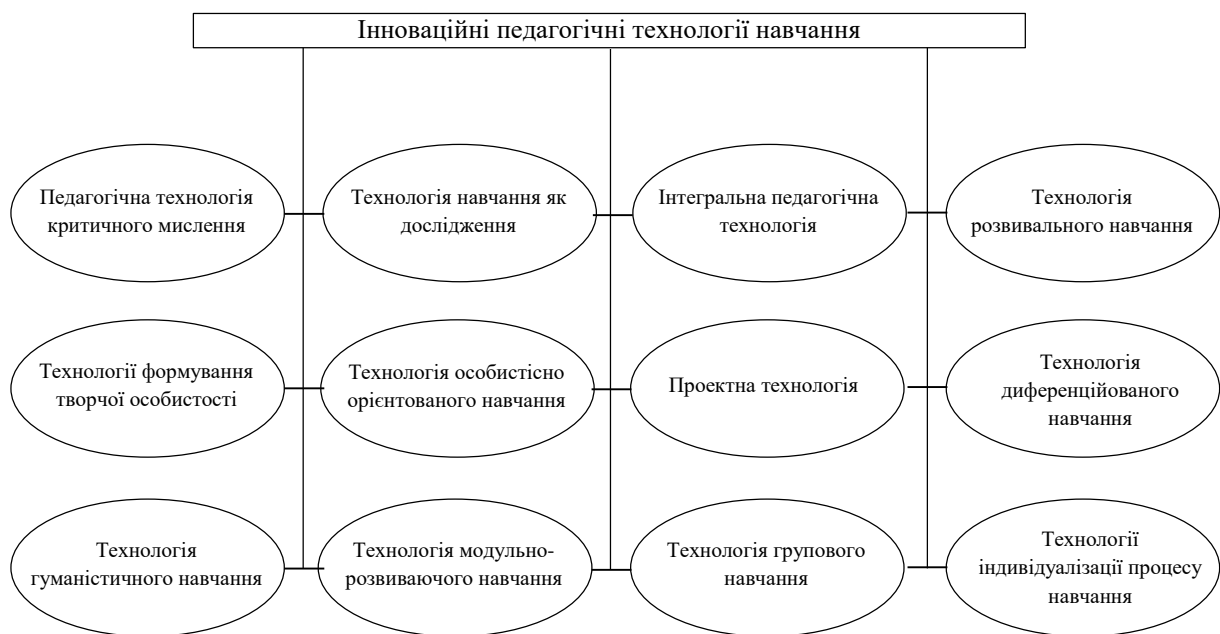 Інноваційні педагогічні технології навчання
Педагогічна технологія
критичного мислення
Технологія навчання як
дослідження
Інтегральна педагогічна
технологія
Технологія
розвивального навчання
Технології формування
творчої особистості
Технологія особистісно
орієнтованого навчання
Проектна технологія
Технологія
диференційованого
навчання
Технологія
гуманістичного навчання
Технологія модульно-
розвиваючого навчання
Технологія групового
навчання
Технології
індивідуалізації процесу
навчання